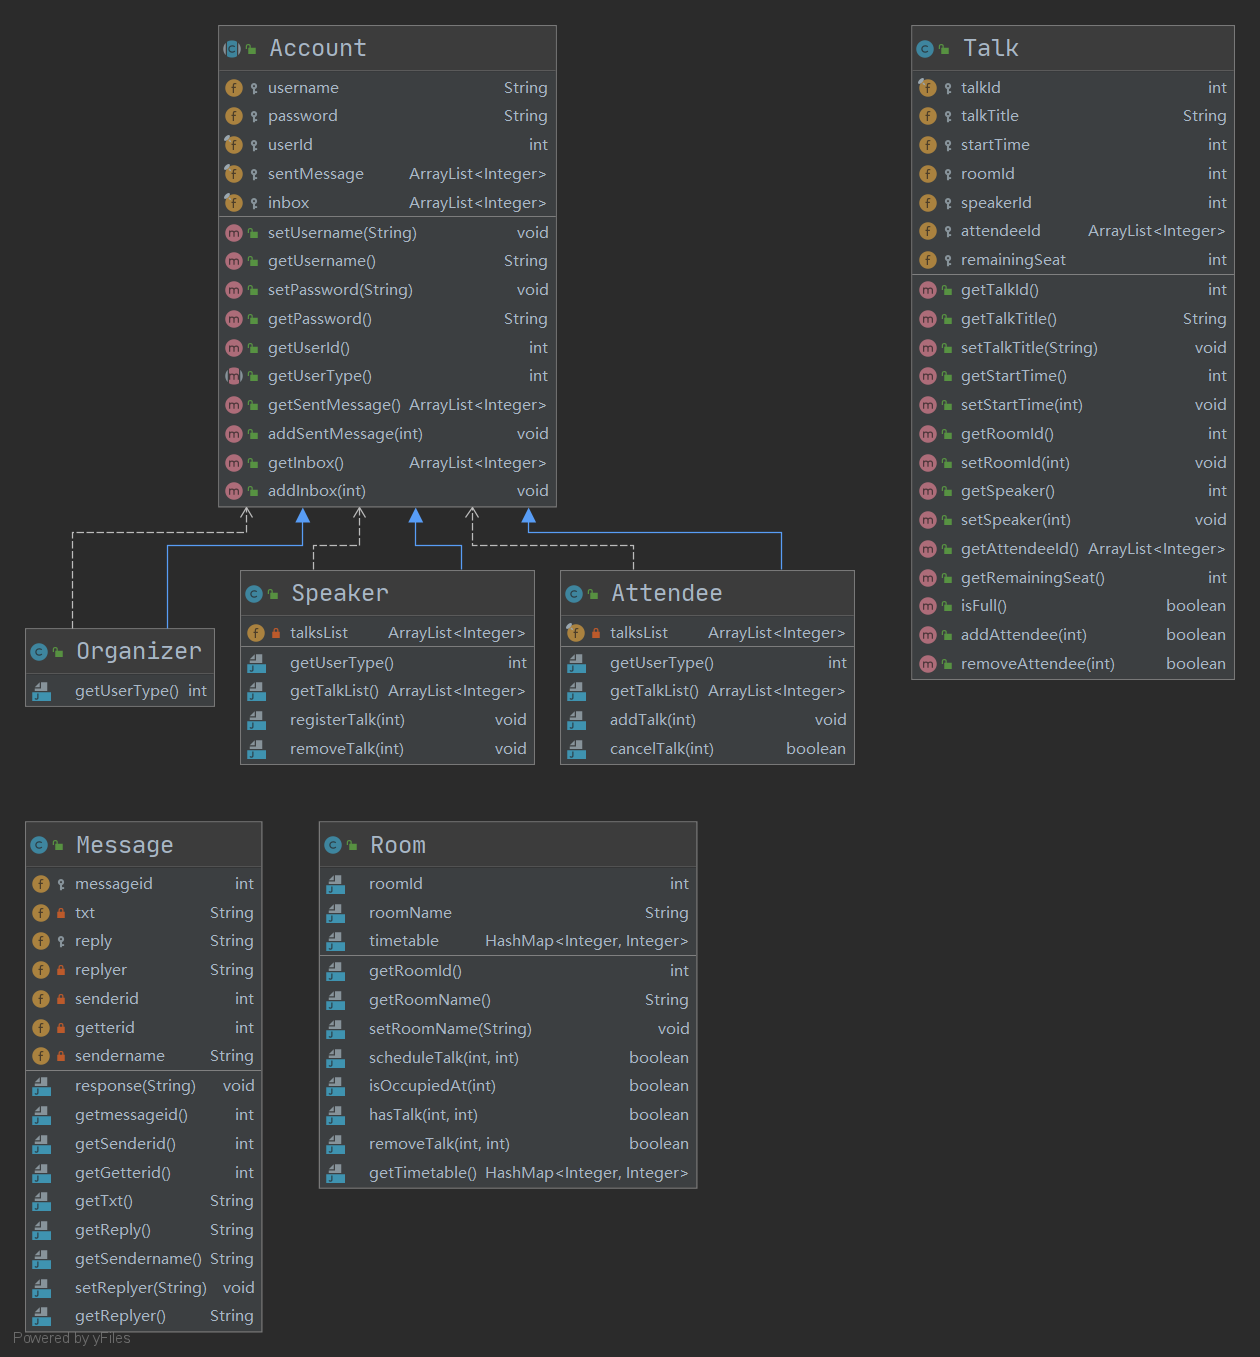 Account
username String
password String
userId int
sentMessage ArrayList<Integer>
inbox ArrayList<Integer>
setUsername(String) void
getUsername() String
setPassword(String) void
getPassword() String
getUserId() int
getUserType() int
getSentMessage() ArrayList<Integer>
addSentMessage(int) void
getInbox() ArrayList<Integer>
addInbox(int) void
Talk
talkId int
talkTitle String
startTime int
roomId int
speakerId int
attendeeId ArrayList<Integer>
remainingSeat int
getTalkId() int
getTalkTitle() String
setTalkTitle(String) void
getStartTime() int
setStartTime(int) void
getRoomId() int
setRoomId(int) void
getSpeaker() int
setSpeaker(int) void
getAttendeeId() ArrayList<Integer>
getRemainingSeat() int
isFull() boolean
addAttendee(int) boolean
removeAttendee(int) boolean
Organizer
getUserType() int
Speaker
talksList ArrayList<Integer>
getUserType() int
getTalkList() ArrayList<Integer>
registerTalk(int) void
removeTalk(int) void
Attendee
talksList ArrayList<Integer>
getUserType() int
getTalkList() ArrayList<Integer>
addTalk(int) void
cancelTalk(int) boolean
Message
messageid int
txt String
reply String
replyer String
senderid int
getterid int
sendername String
response(String) void
getmessageid() int
getSenderid() int
getGetterid() int
getTxt() String
getReply() String
getSendername() String
setReplyer(String) void
getReplyer() String
Room
roomId int
roomName String
timetable HashMap<Integer, Integer>
getRoomId() int
getRoomName() String
setRoomName(String) void
scheduleTalk(int, int) boolean
isOccupiedAt(int) boolean
hasTalk(int, int) boolean
removeTalk(int, int) boolean
getTimetable() HashMap<Integer, Integer>
Powered by yFiles